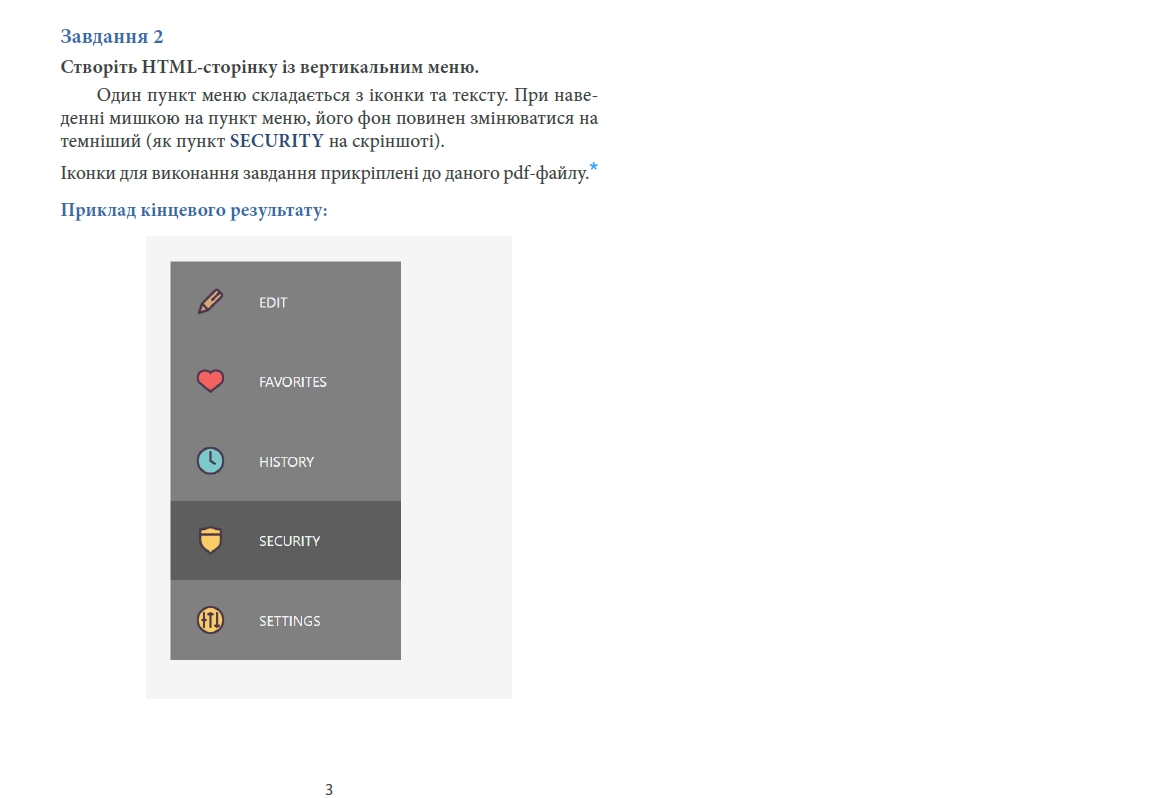 Завдання 2
Створіть HTML-сторінку із вертикальним меню.
Один пункт меню складається з іконки та тексту. При наве-
денні мишкою на пункт меню, його фон повинен змінюватися на
темніший (як пункт SECURITY на скріншоті).
Іконки для виконання завдання прикріплені до даного pdf-файлу.*
Приклад кінцевого результату:
EDIT
FAVORITES
HISTORY
SECURITY
SETTINGS
3